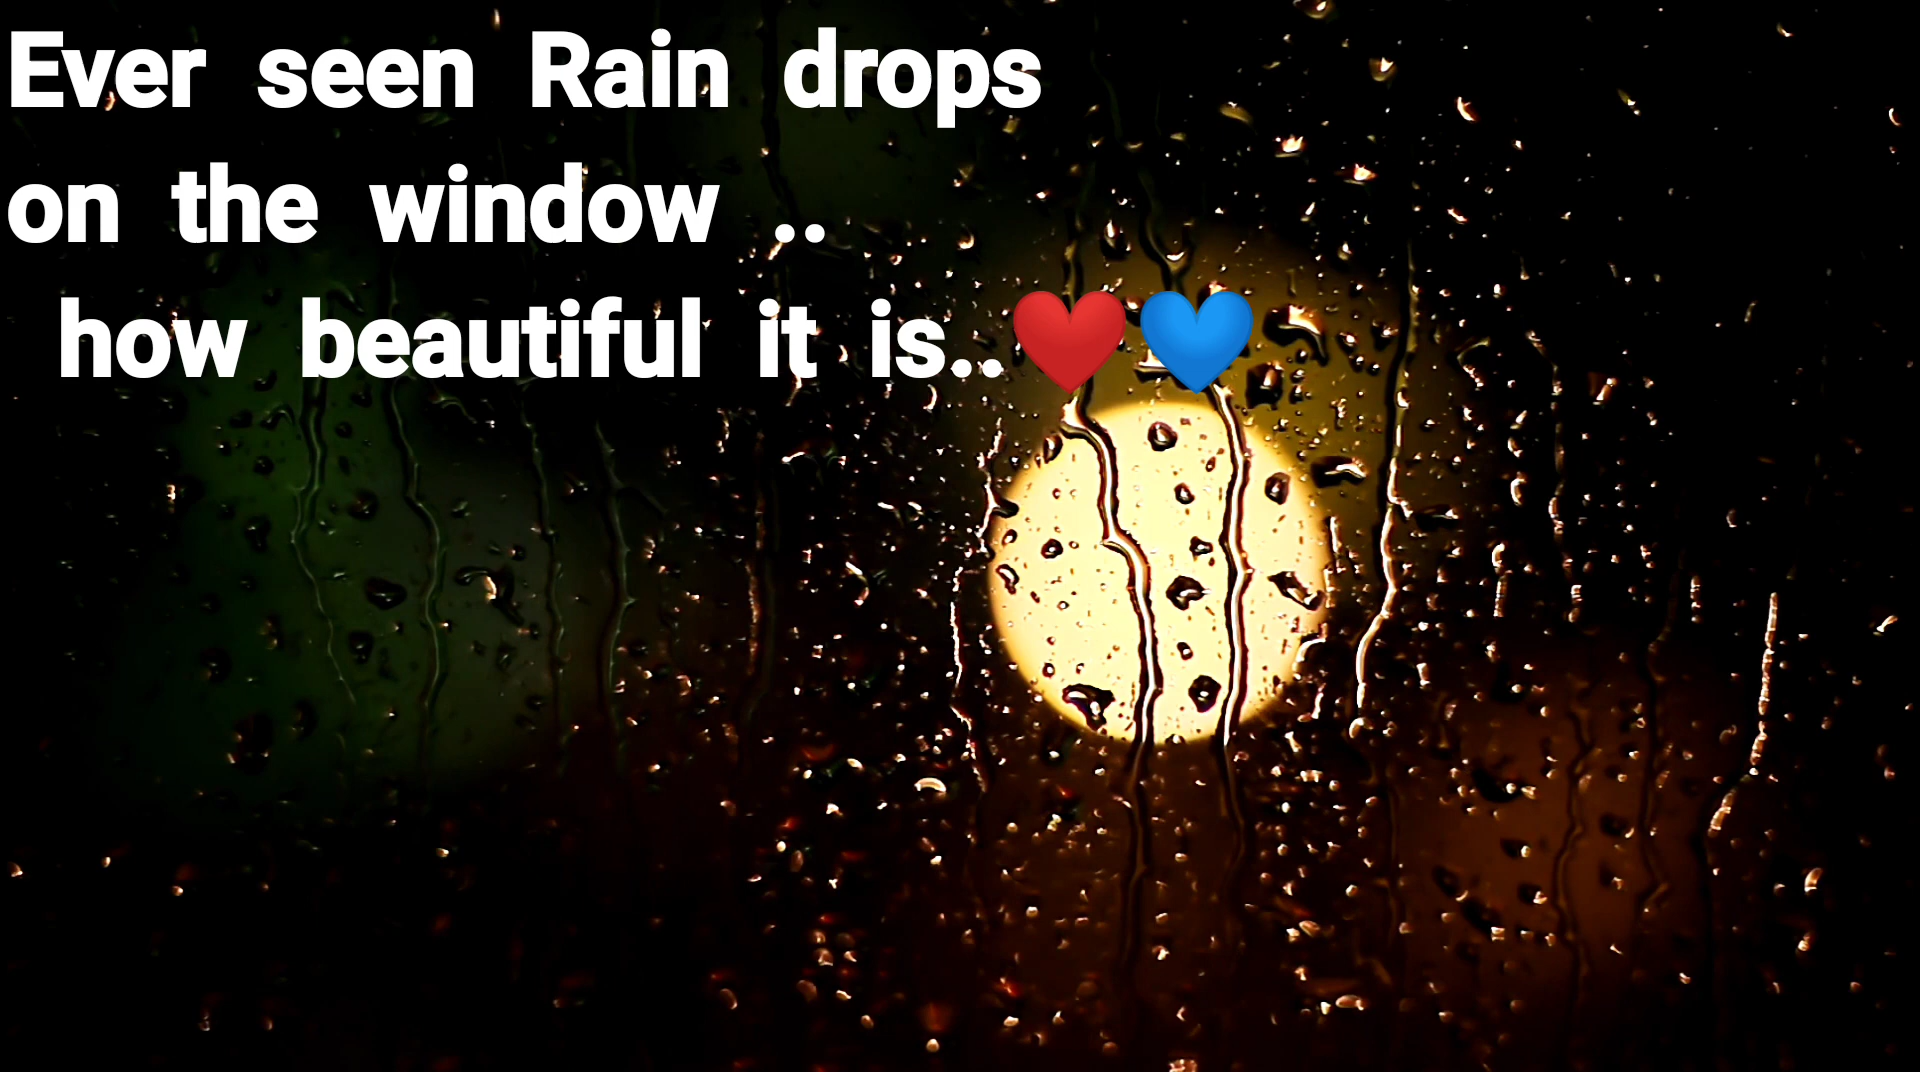 Ever seen Rain drops
on the window ..
how beautiful it is..❤️💙